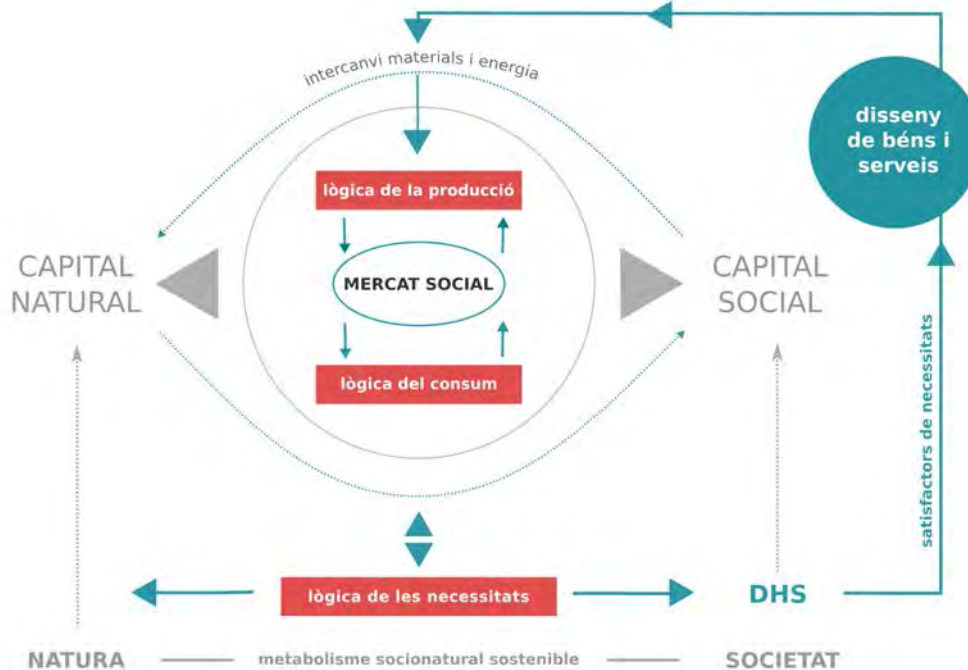 intercanvi materials i energia
disseny
de béns i
serveis
lògica de la producció
CAPITAL
NATURAL
MERCAT SOCIAL
CAPITAL
SOCIAL
lògica del consum
satisfactors de necessitats
lògica de les necessitats
DHS
NATURA
metabolisme socionatural sostenible
SOCIETAT